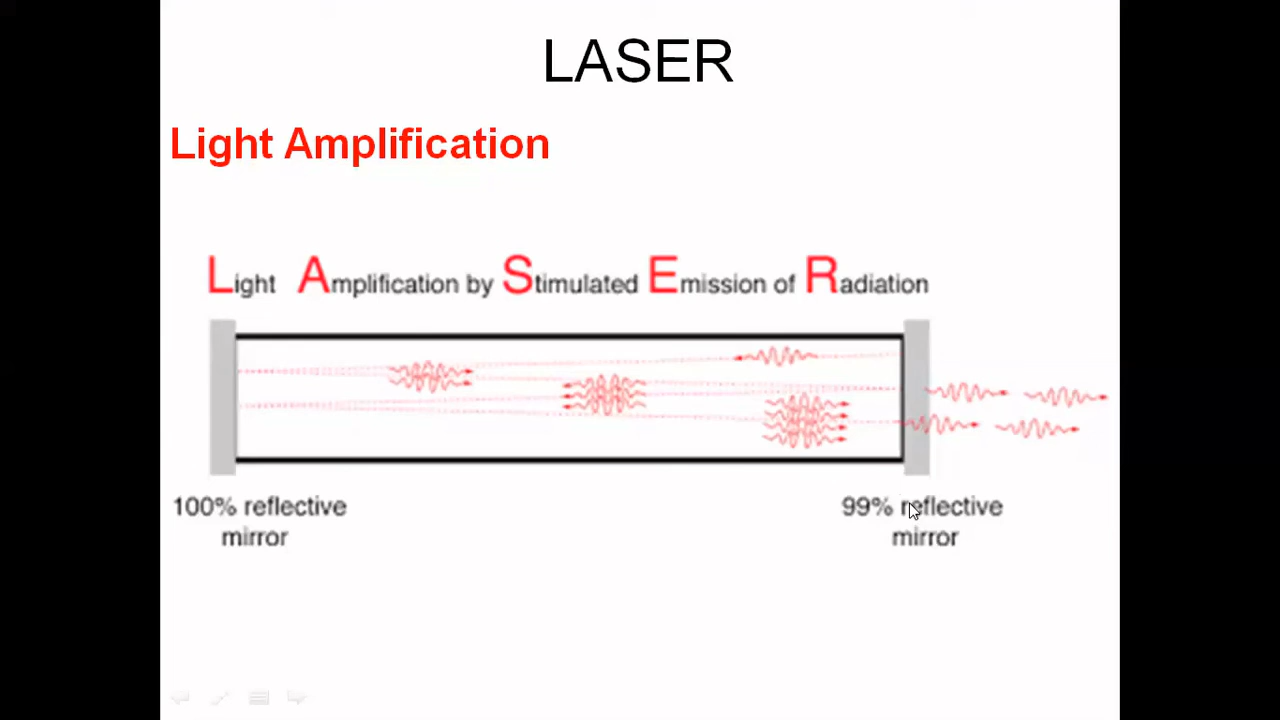 LASER
Light Amplification
Light Amplification by Stimulated Emission of Radiation
100% reflective
mirror
99% reflective
mirror